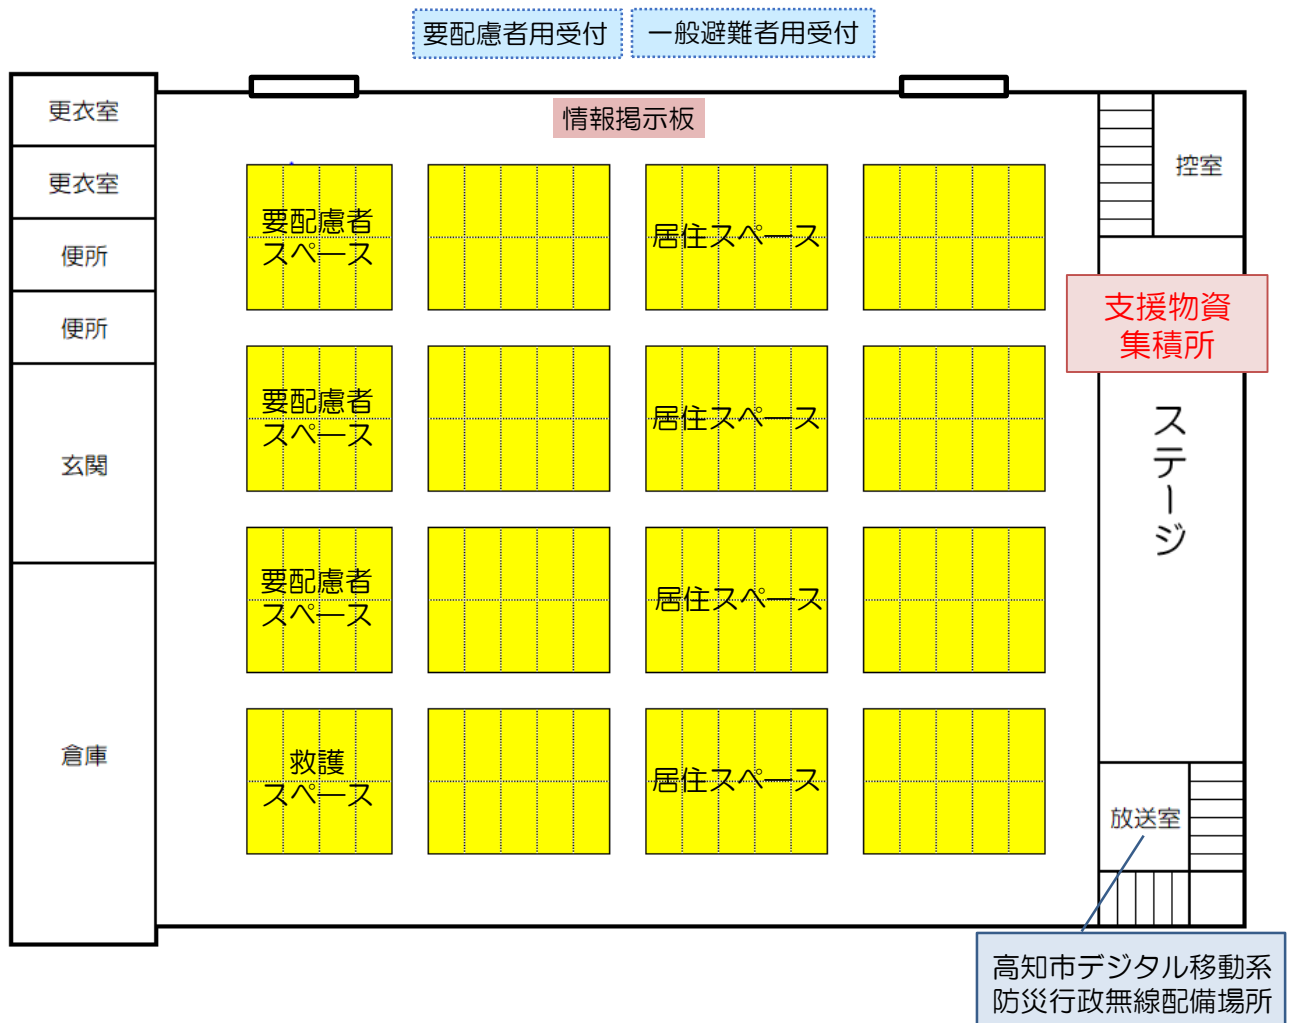 要配慮者用受付
一般避難者用受付
更衣室
情報掲示板
更衣室
控室
要配慮者
スペース
居住スペース
便所
便所
支援物資
集積所
要配慮者
スペース
居住スペース
ステージ
玄関
要配慮者
スペース
居住スペース
倉庫
救護
スペース
居住スペース
放送室
高知市デジタル移動系
防災行政無線配備場所